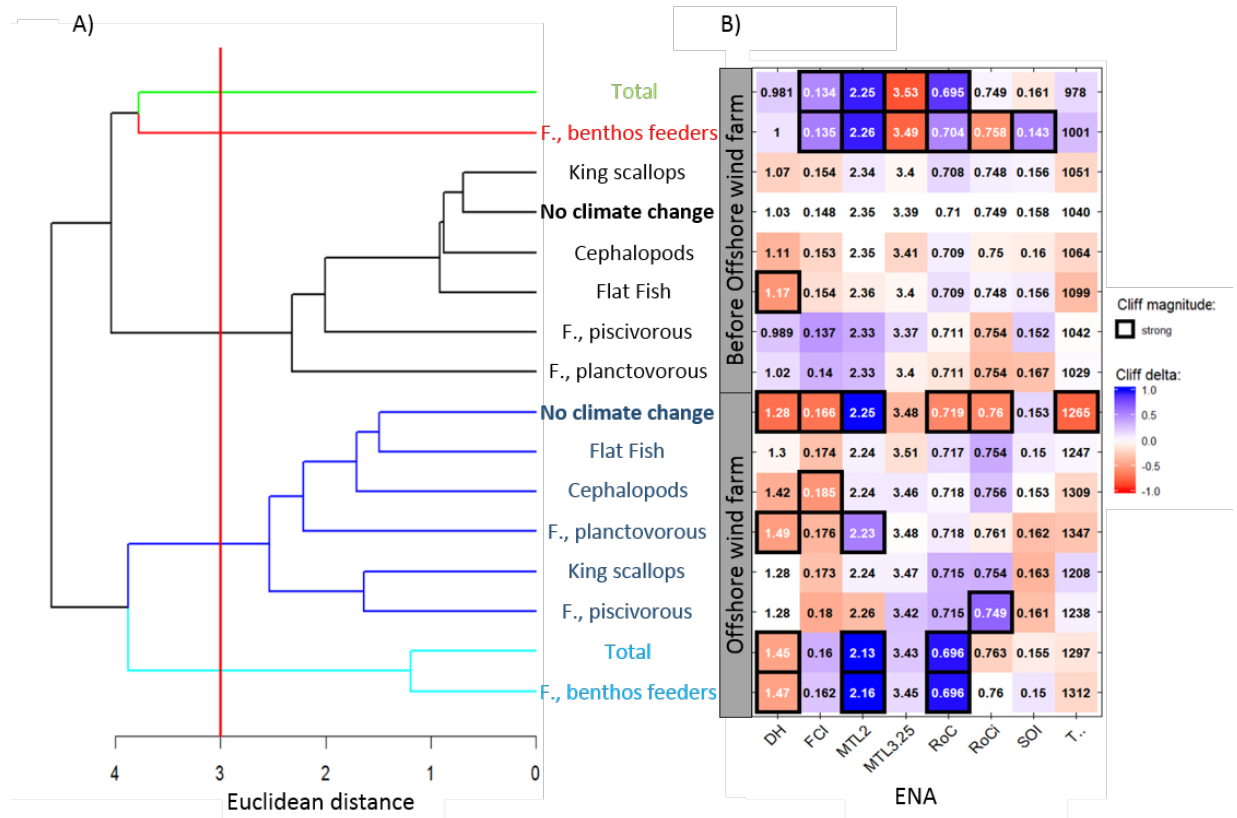 A)
B)
Total
F., benthos feeders
King scallops
No climate change
Cephalopods
Flat Fish
F., piscivorous
F., planctovorous
No climate change
Flat Fish
Cephalopods
F., planctovorous
King scallops
F., piscivorous
Total
F., benthos feeders
4 3 2 1 0
Euclidean distance
Before Offshore wind farm
Offshore wind farm
0.981 0.134 2.25 3.53 0.695 0.749 0.161 978
1 0.135 2.26 3.49 0.704 0.758 0.143 1001
1.07 0.154 2.34 3.4 0.708 0.748 0.156 1051
1.03 0.148 2.35 3.39 0.71 0.749 0.158 1040
1.11 0.153 2.35 3.41 0.709 0.75 0.16 1064
1.17 0.154 2.36 3.4 0.709 0.748 0.156 1099
0.989 0.137 2.33 3.37 0.711 0.754 0.152 1042
1.02 0.14 2.33 3.4 0.711 0.754 0.167 1029
1.28 0.166 2.25 3.48 0.719 0.76 0.153 1265
1.3 0.174 2.24 3.51 0.717 0.754 0.15 1247
1.42 0.185 2.24 3.46 0.718 0.756 0.153 1309
1.49 0.176 2.23 3.48 0.718 0.761 0.162 1347
1.28 0.173 2.24 3.47 0.715 0.754 0.163 1208
1.28 0.18 2.26 3.42 0.715 0.749 0.161 1238
1.45 0.16 2.13 3.43 0.696 0.763 0.155 1297
1.47 0.162 2.16 3.45 0.696 0.76 0.15 1312
DH FCI MTL2 MTL3.25 RoC RoCi SOI T..
ENA
Cliff magnitude:
strong
Cliff delta:
1.0
0.5
0.0
-0.5
-1.0